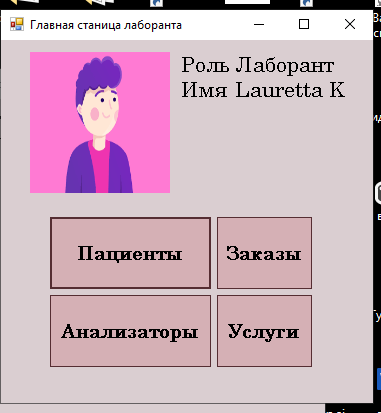 Главная станица лаборанта
Роль Лаборант
Имя Lauretta K
Пациенты
Заказы
Анализаторы
Услуги